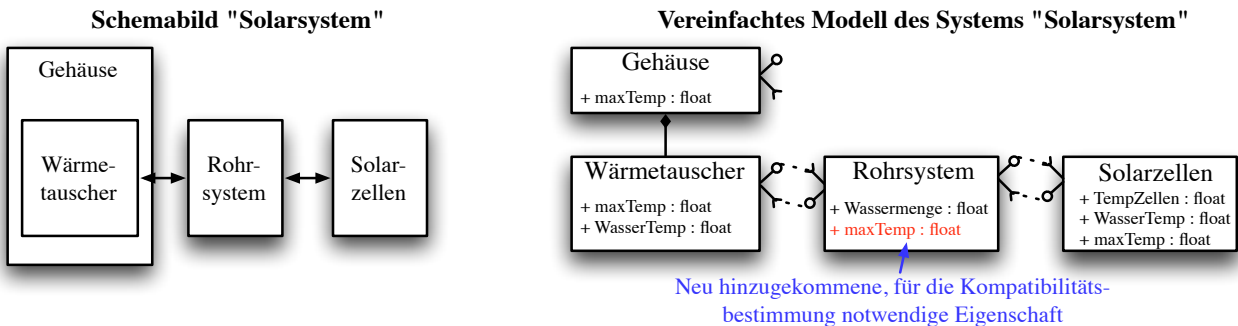 Schemabild "Solarsystem"
Gehäuse
Wärme-
tauscher
Rohr-
system
Solar-
zellen
Vereinfachtes Modell des Systems "Solarsystem"
Gehäuse
+ maxTemp : float
Wärmetauscher
+ maxTemp : float
+ WasserTemp : float
Rohrsystem
+ Wassermenge : float
+ maxTemp : float
Solarzellen
+ TempZellen : float
+ WasserTemp : float
+ maxTemp : float
Neu hinzugekommene, für die Kompatibilitäts-
bestimmung notwendige Eigenschaft